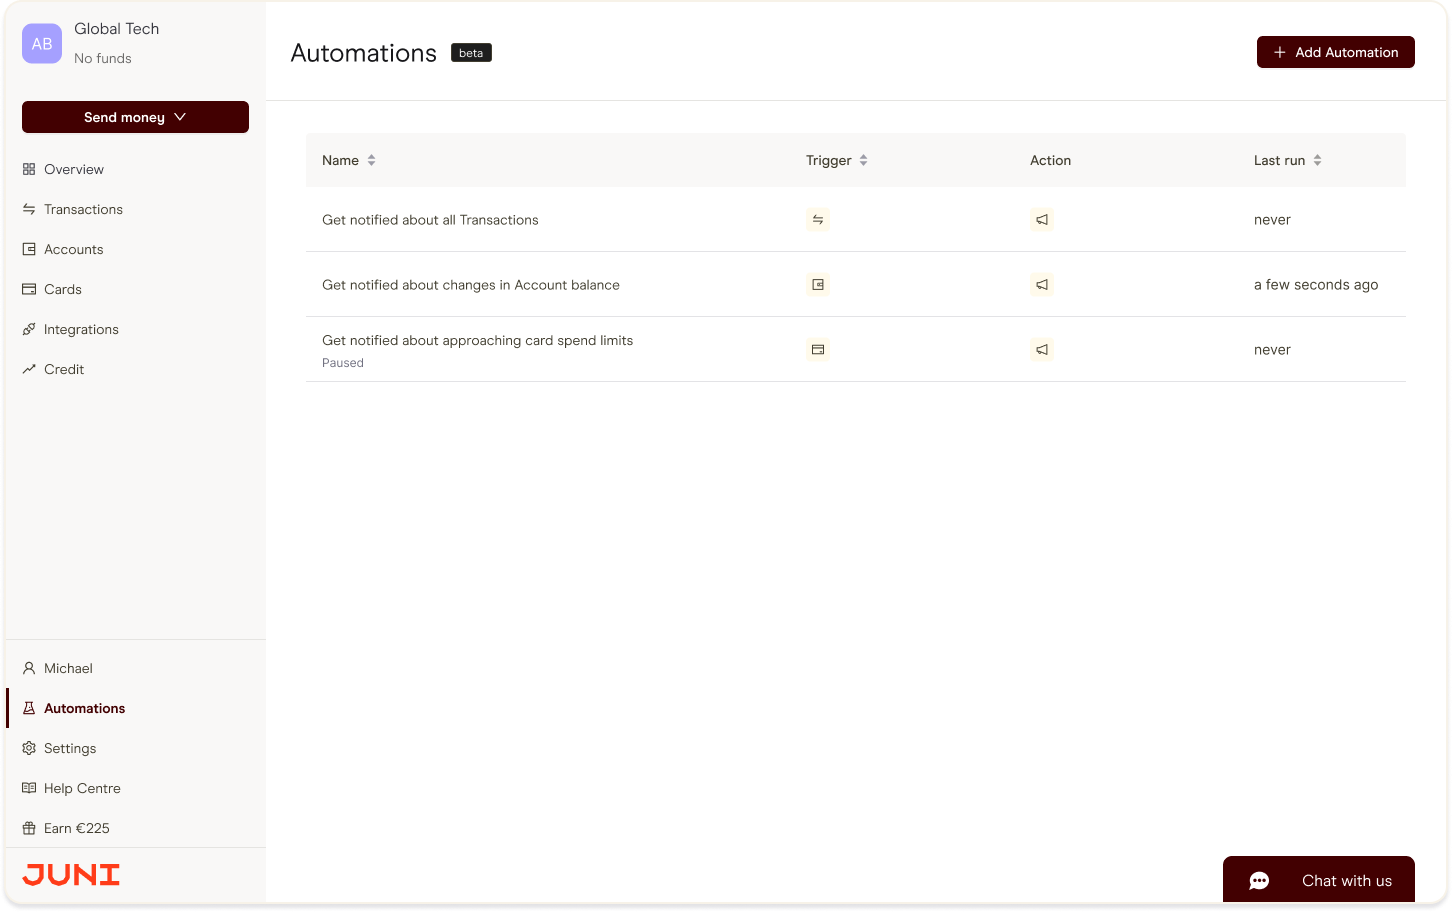 AB
Global Tech
No funds
Send money
Overview
Transactions
Accounts
Cards
Integrations
Credit
Michael
Automations
Settings
Help Centre
Earn €225
JUNI
Automations beta
+ Add Automation
Name Trigger Action Last run
Get notified about all Transactions never
Get notified about changes in Account balance a few seconds ago
Get notified about approaching card spend limits never
Paused
Chat with us